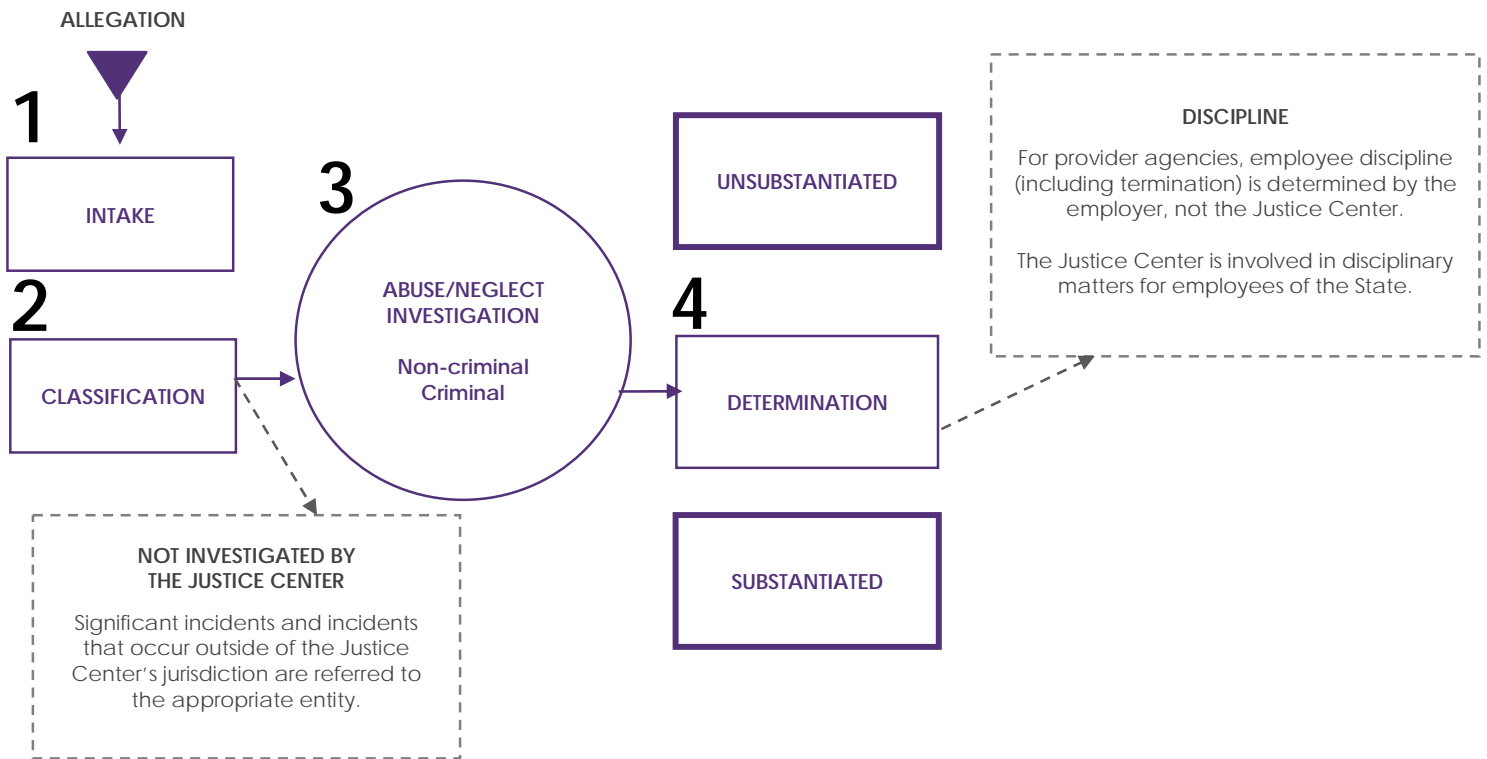 ALLEGATION
1
INTAKE
2
CLASSIFICATION
NOT INVESTIGATED BY
THE JUSTICE CENTER
Significant incidents and incidents
that occur outside of the Justice
Center’s jurisdiction are referred to
the appropriate entity.
3
ABUSE/NEGLECT
INVESTIGATION
Non-criminal
Criminal
UNSUBSTANTIATED
4
DETERMINATION
SUBSTANTIATED
DISCIPLINE
For provider agencies, employee discipline
(including termination) is determined by the
employer, not the Justice Center.
The Justice Center is involved in disciplinary
matters for employees of the State.